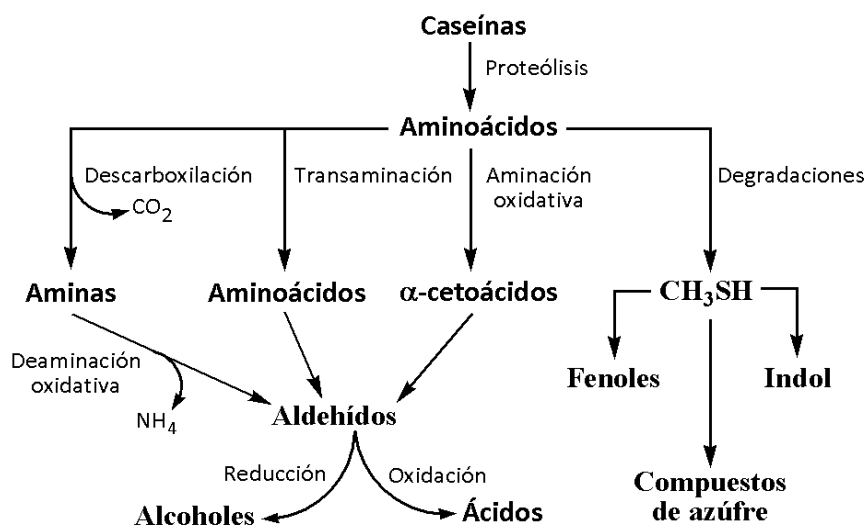 Caseínas
Proteólisis
Aminoácidos
Descarboxilación
CO2
Transaminación
Aminación
oxidativa
Degradaciones
Aminas
Aminoácidos
α-cetoácidos
CH3SH
Deaminación
oxidativa
NH4
Fenoles
Indol
Aldehídos
Reducción
Oxidación
Alcoholes
Ácidos
Compuestos
de azúfre